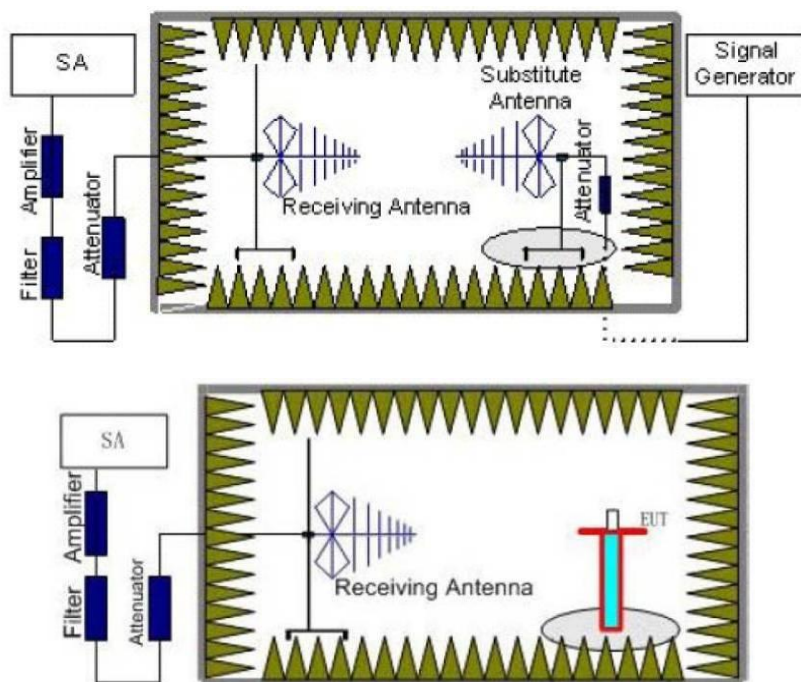 SA
Signal
Generator
Substitute
Antenna
Amplifier
Attenuator
Attenuator
Receiving Antenna
Filter
SA
Amplifier
EUT
Attenuator
Receiving Antenna
Filter